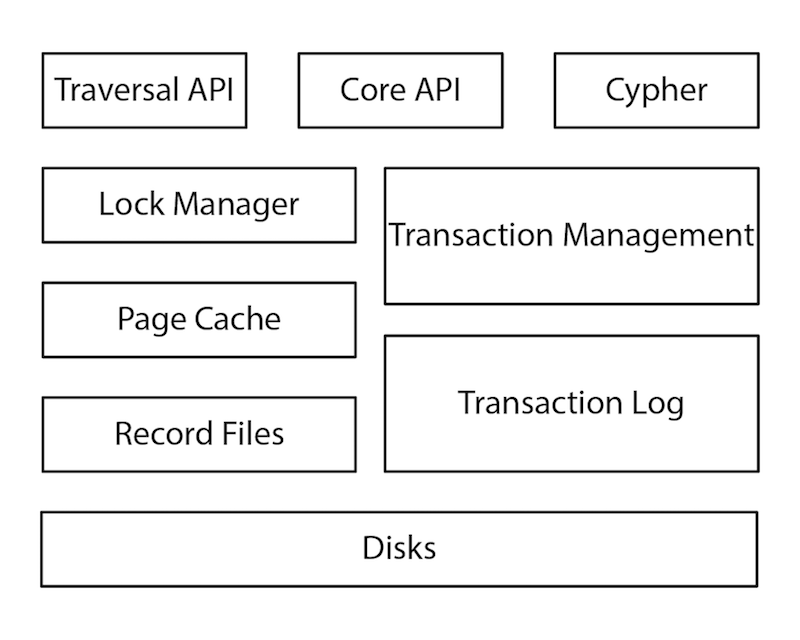 Traversal API
Core API
Cypher
Lock Manager
Transaction Management
Page Cache
Transaction Log
Record Files
Disks